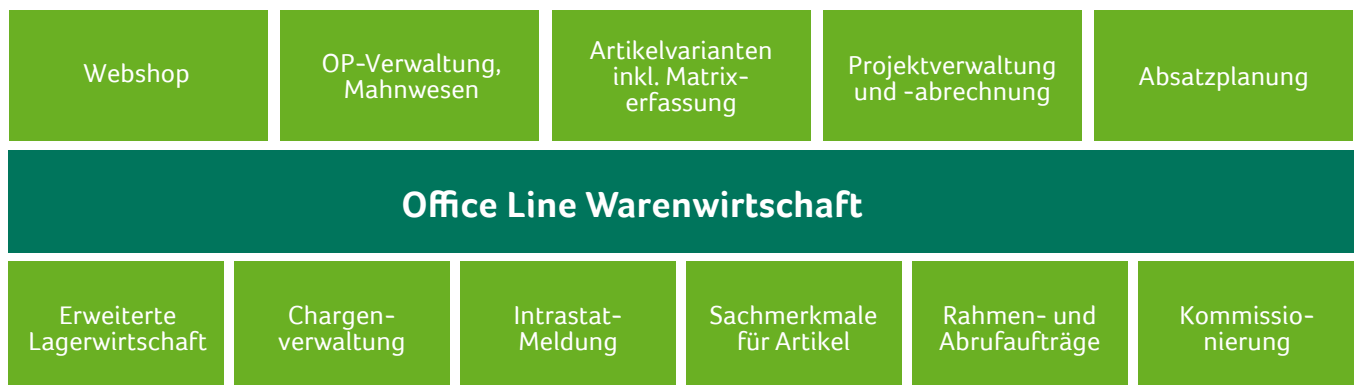 Webshop
OP-Verwaltung,
Mahnwesen
Artikelvarianten
inkl. Matrix-
erfassung
Projektverwaltung
und -abrechnung
Absatzplanung
Office Line Warenwirtschaft
Erweiterte
Lagerwirtschaft
Chargen-
verwaltung
Intrastat-
Meldung
Sachmerkmale
für Artikel
Rahmen- und
Abrufaufträge
Kommissio-
nierung